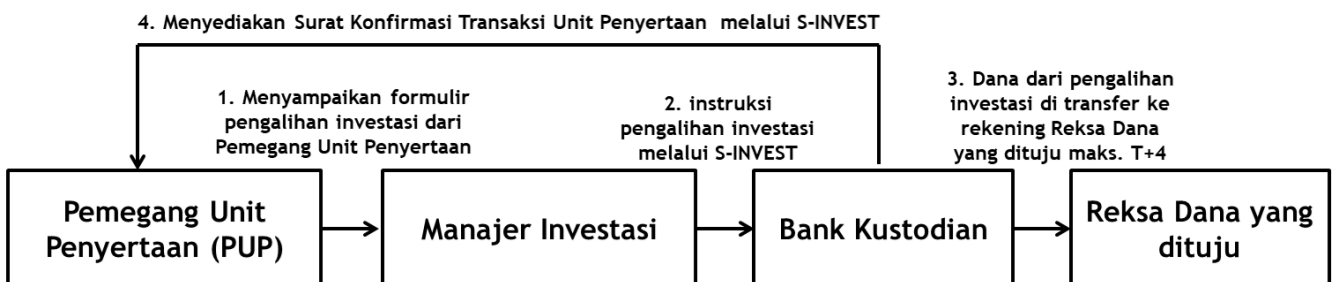 4. Menyediakan Surat Konfirmasi Transaksi Unit Penyertaan melalui S-INVEST
1. Menyampaikan formulir
pengalihan investasi dari
Pemegang Unit Penyertaan
2. instruksi
pengalihan investasi
melalui S-INVEST
3. Dana dari pengalihan
investasi di transfer ke
rekening Reksa Dana
yang dituju maks. T+4
Pemegang Unit
Penyertaan (PUP)
Manajer Investasi
Bank Kustodian
Reksa Dana yang
dituju